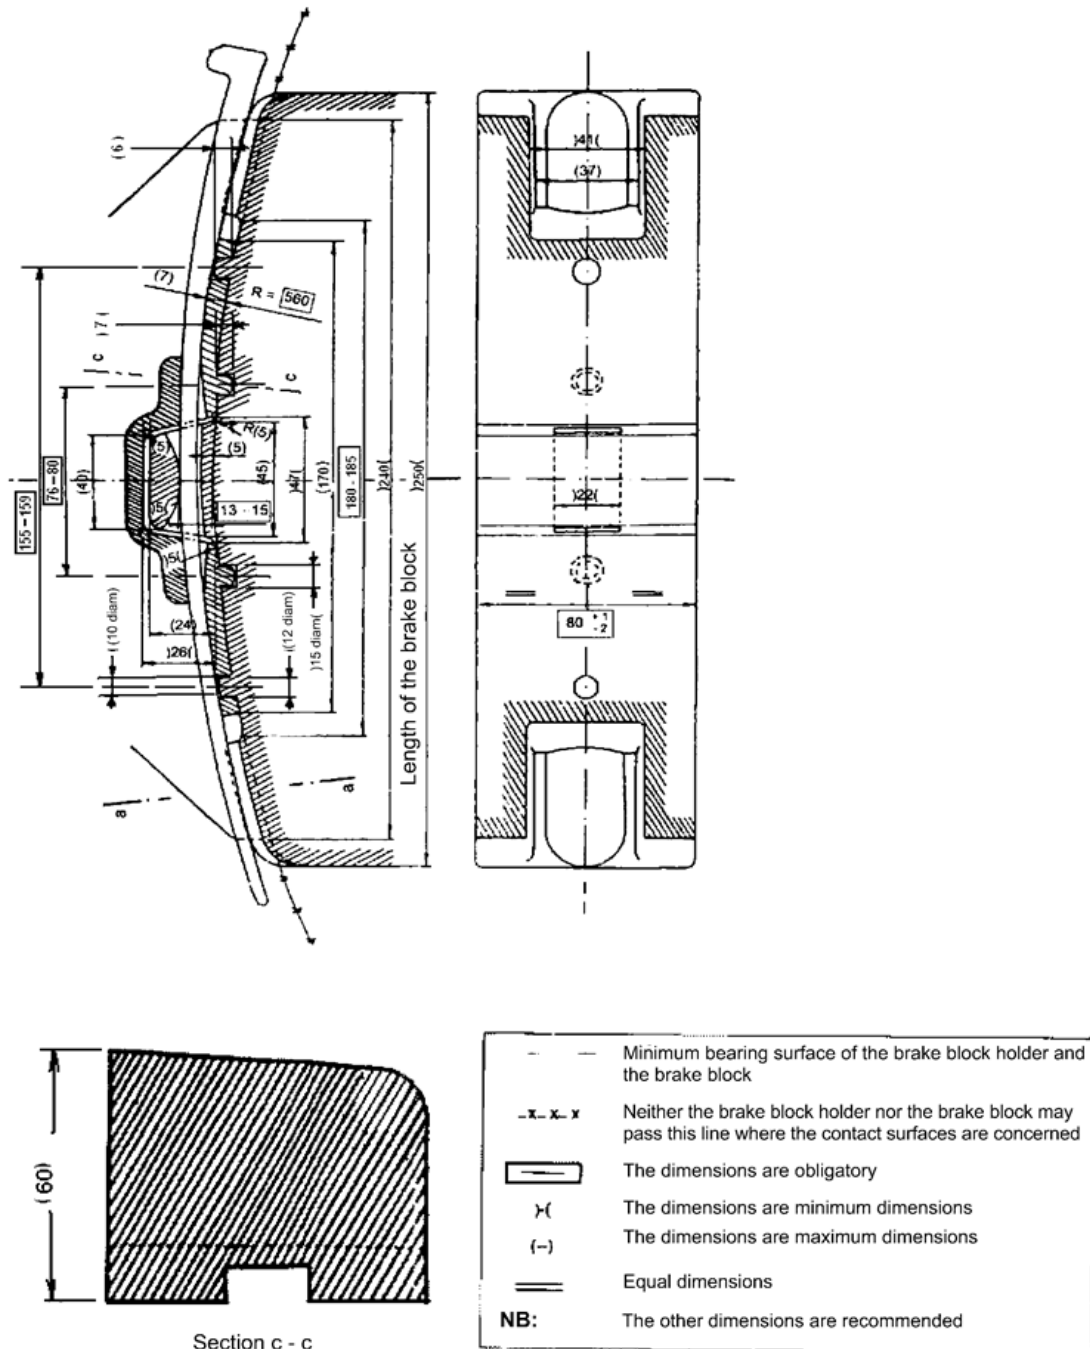 (6)
)41(
(37)
(7)
R = 560
)7(
c
c
R(5)
(5)
(5)
76-80
155-159
(40)
(45)
)47(
(170)
180-185
)240(
)250(
)5(
13 - 15
)5(
)22(
(24)
)26(
((10 diam)
((12 diam)
)15 diam(
Length of the brake block
80 +1 -2
a
a
(60)
Section c - c
Minimum bearing surface of the brake block holder and
the brake block
Neither the brake block holder nor the brake block may
pass this line where the contact surfaces are concerned
The dimensions are obligatory
)-( The dimensions are minimum dimensions
(--) The dimensions are maximum dimensions
Equal dimensions
NB: The other dimensions are recommended